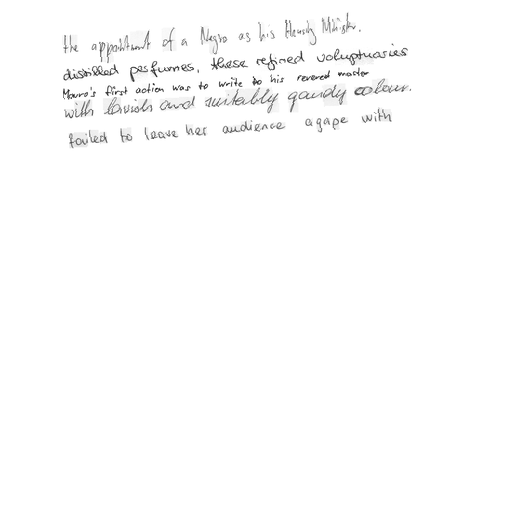 the appointment of a Negro as his Minister.
distilled perfumes, these refined voluptuaries
Mauro's first action was to write to his revered master
with lavish and suitably gaudy colour.
failed to leave her audience agape with